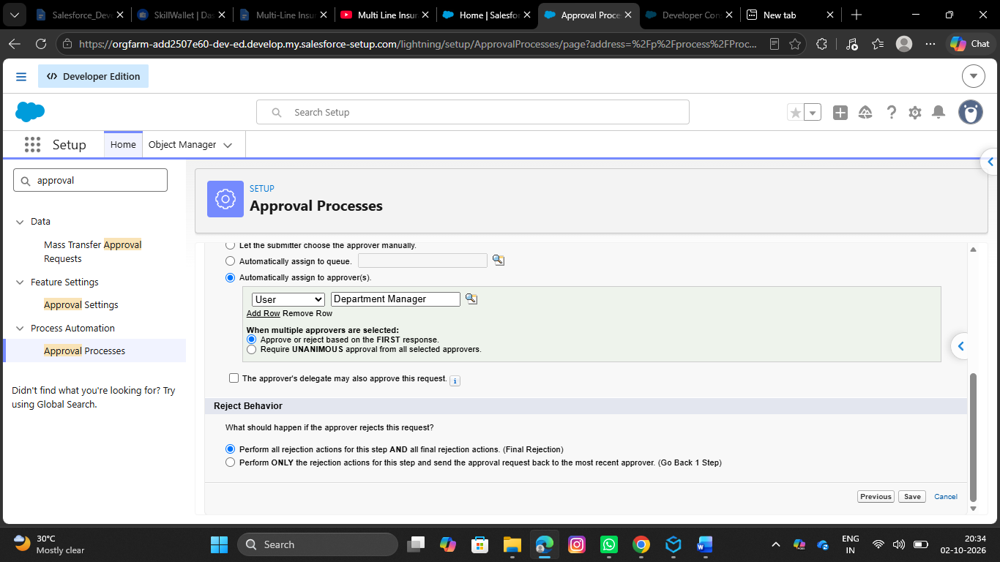 Salesforce_Deve
SkillWallet | Das
Multi-Line Insur
Multi Line Insur
Home | Salesfor
Approval Proce
Developer Con
New tab
https://orgfarm-add2507e60-dev-ed.develop.my.salesforce-setup.com/lightning/setup/ApprovalProcesses/page?address=%2Fp%2Fprocess%2FProc...
Chat
</> Developer Edition
Search Setup
Setup
Home
Object Manager
approval
Data
Mass Transfer Approval
Requests
Feature Settings
Approval Settings
Process Automation
Approval Processes
Didn't find what you're looking for? Try
using Global Search.
SETUP
Approval Processes
Let the submitter choose the approver manually.
Automatically assign to queue.
Automatically assign to approver(s).
User
Department Manager
Add Row Remove Row
When multiple approvers are selected:
Approve or reject based on the FIRST response.
Require UNANIMOUS approval from all selected approvers.
The approver's delegate may also approve this request. i
Reject Behavior
What should happen if the approver rejects this request?
Perform all rejection actions for this step AND all final rejection actions. (Final Rejection)
Perform ONLY the rejection actions for this step and send the approval request back to the most recent approver. (Go Back 1 Step)
Previous
Save
Cancel
30°C
Mostly clear
Search
ENG
IN
20:34
02-10-2026